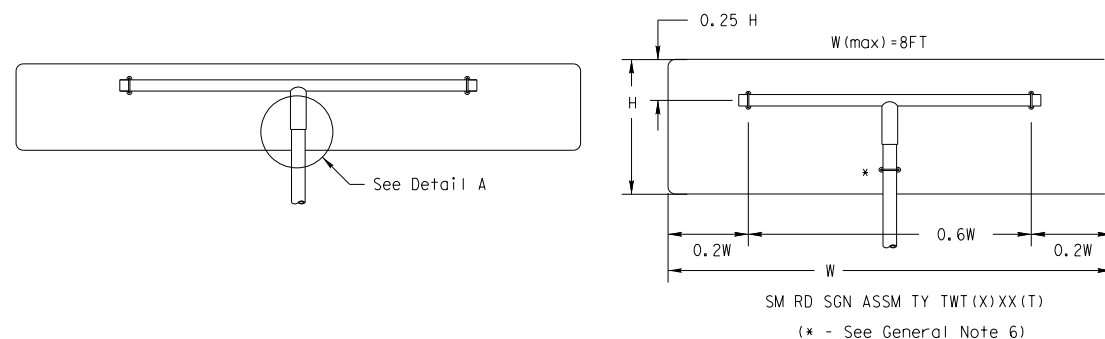 0.25 H
W(max)=8FT
H
*
See Detail A
0.2W
0.6W
0.2W
W
SM RD SGN ASSM TY TWT(X)XX(T)
(* - See General Note 6)